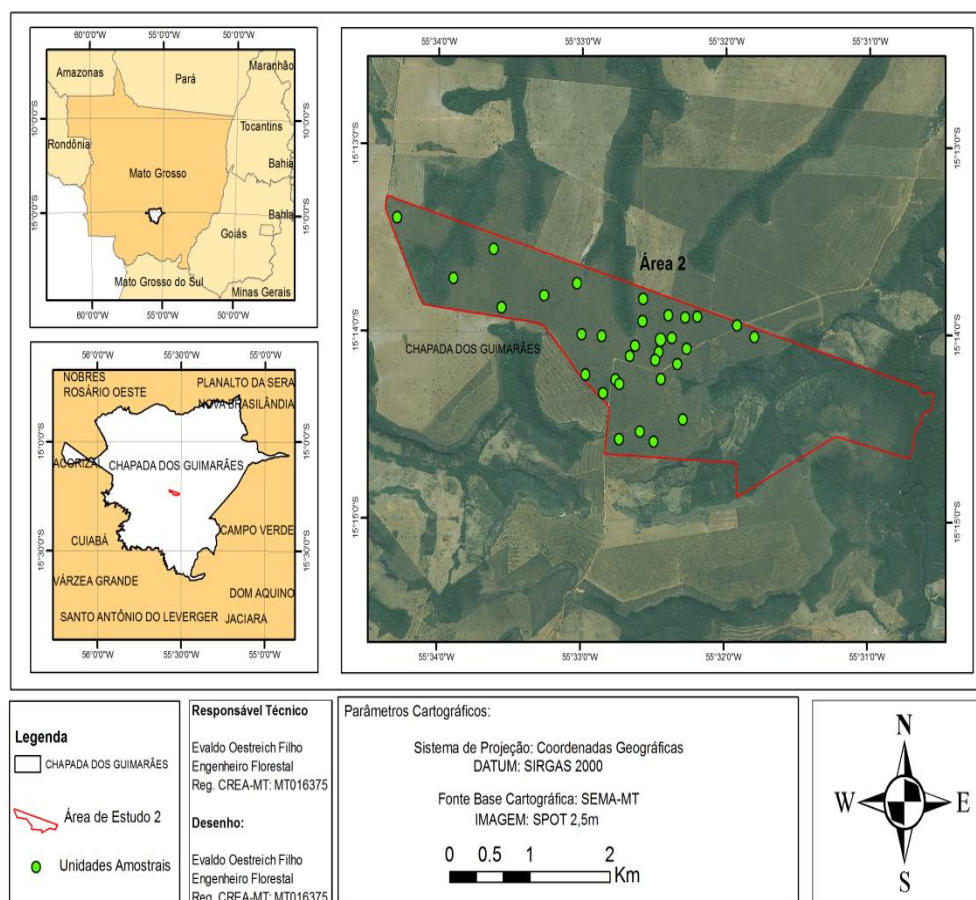 60°0'0"W 55°0'0"W 50°0'0"W
Amazonas
Pará
Maranhão
10°0'0"S
10°0'0"S
Tocantins
Rondônia
Bahia
Mato Grosso
15°0'0"S
15°0'0"S
Bahia
Goiás
Mato Grosso do Sul
Minas Gerais
60°0'0"W 55°0'0"W 50°0'0"W
56°0'0"W 55°30'0"W 55°0'0"W
NOBRES
PLANALTO DA SERA
ROSÁRIO OESTE
NOVA BRASILÂNDIA
15°0'0"S
15°0'0"S
ACORIZAL
CHAPADA DOS GUIMARÃES
CAMPO VERDE
CUIABÁ
15°30'0"S
15°30'0"S
VÁRZEA GRANDE
DOM AQUINO
SANTO ANTÔNIO DO LEVERGER
JACIARA
56°0'0"W 55°30'0"W 55°0'0"W
55°34'0"W 55°33'0"W 55°32'0"W 55°31'0"W
15°13'0"S
15°13'0"S
Área 2
15°14'0"S
15°14'0"S
CHAPADA DOS GUIMARÃES
15°15'0"S
15°15'0"S
55°34'0"W 55°33'0"W 55°32'0"W 55°31'0"W
Legenda
CHAPADA DOS GUIMARÃES
Área de Estudo 2
Unidades Amostrais
Responsável Técnico
Evaldo Oestreich Filho
Engenheiro Florestal
Reg. CREA-MT: MT016375
Desenho:
Evaldo Oestreich Filho
Engenheiro Florestal
Reg. CREA-MT: MT016375
Parâmetros Cartográficos:
Sistema de Projeção: Coordenadas Geográficas
DATUM: SIRGAS 2000
Fonte Base Cartográfica: SEMA-MT
IMAGEM: SPOT 2,5m
0 0.5 1 2
Km
N
W E
S